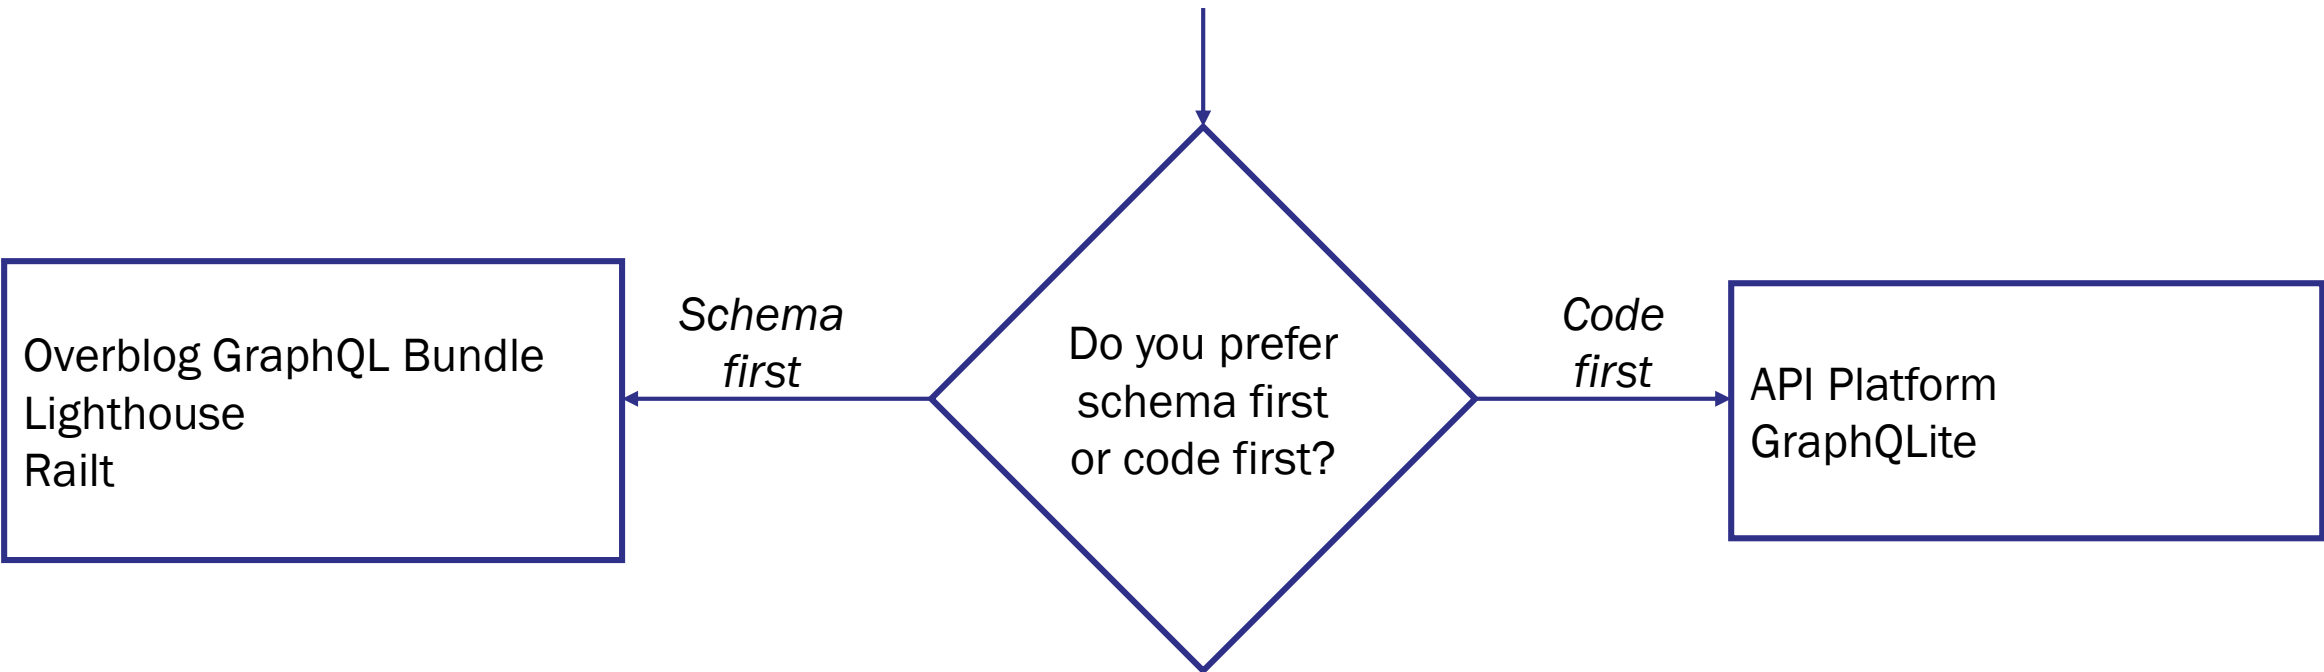 Overblog GraphQL Bundle
Lighthouse
Railt
Schema
first
Do you prefer
schema first
or code first?
Code
first
API Platform
GraphQLite